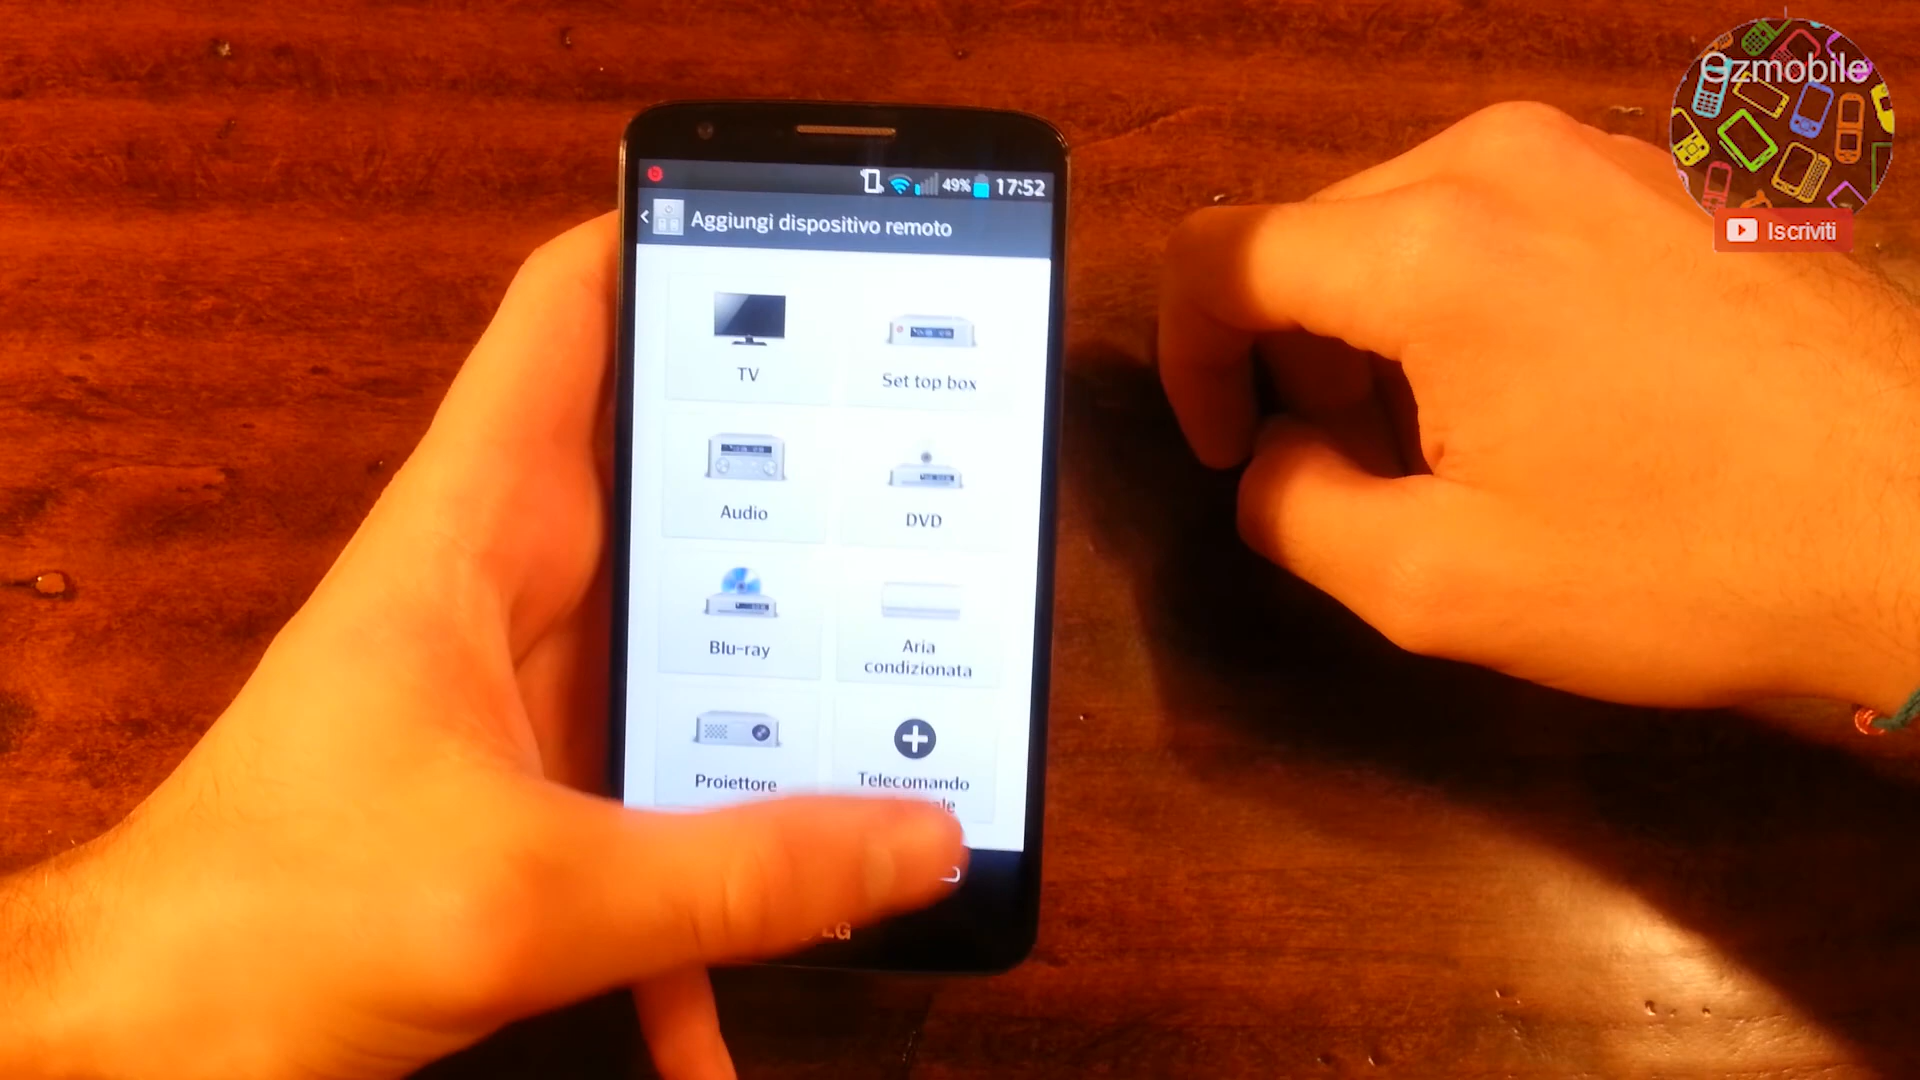 Gzmobile
Iscriviti
49% 17:52
Aggiungi dispositivo remoto
TV
Set top box
Audio
DVD
Blu-ray
Aria
condizionata
Proiettore
Telecomando
LG